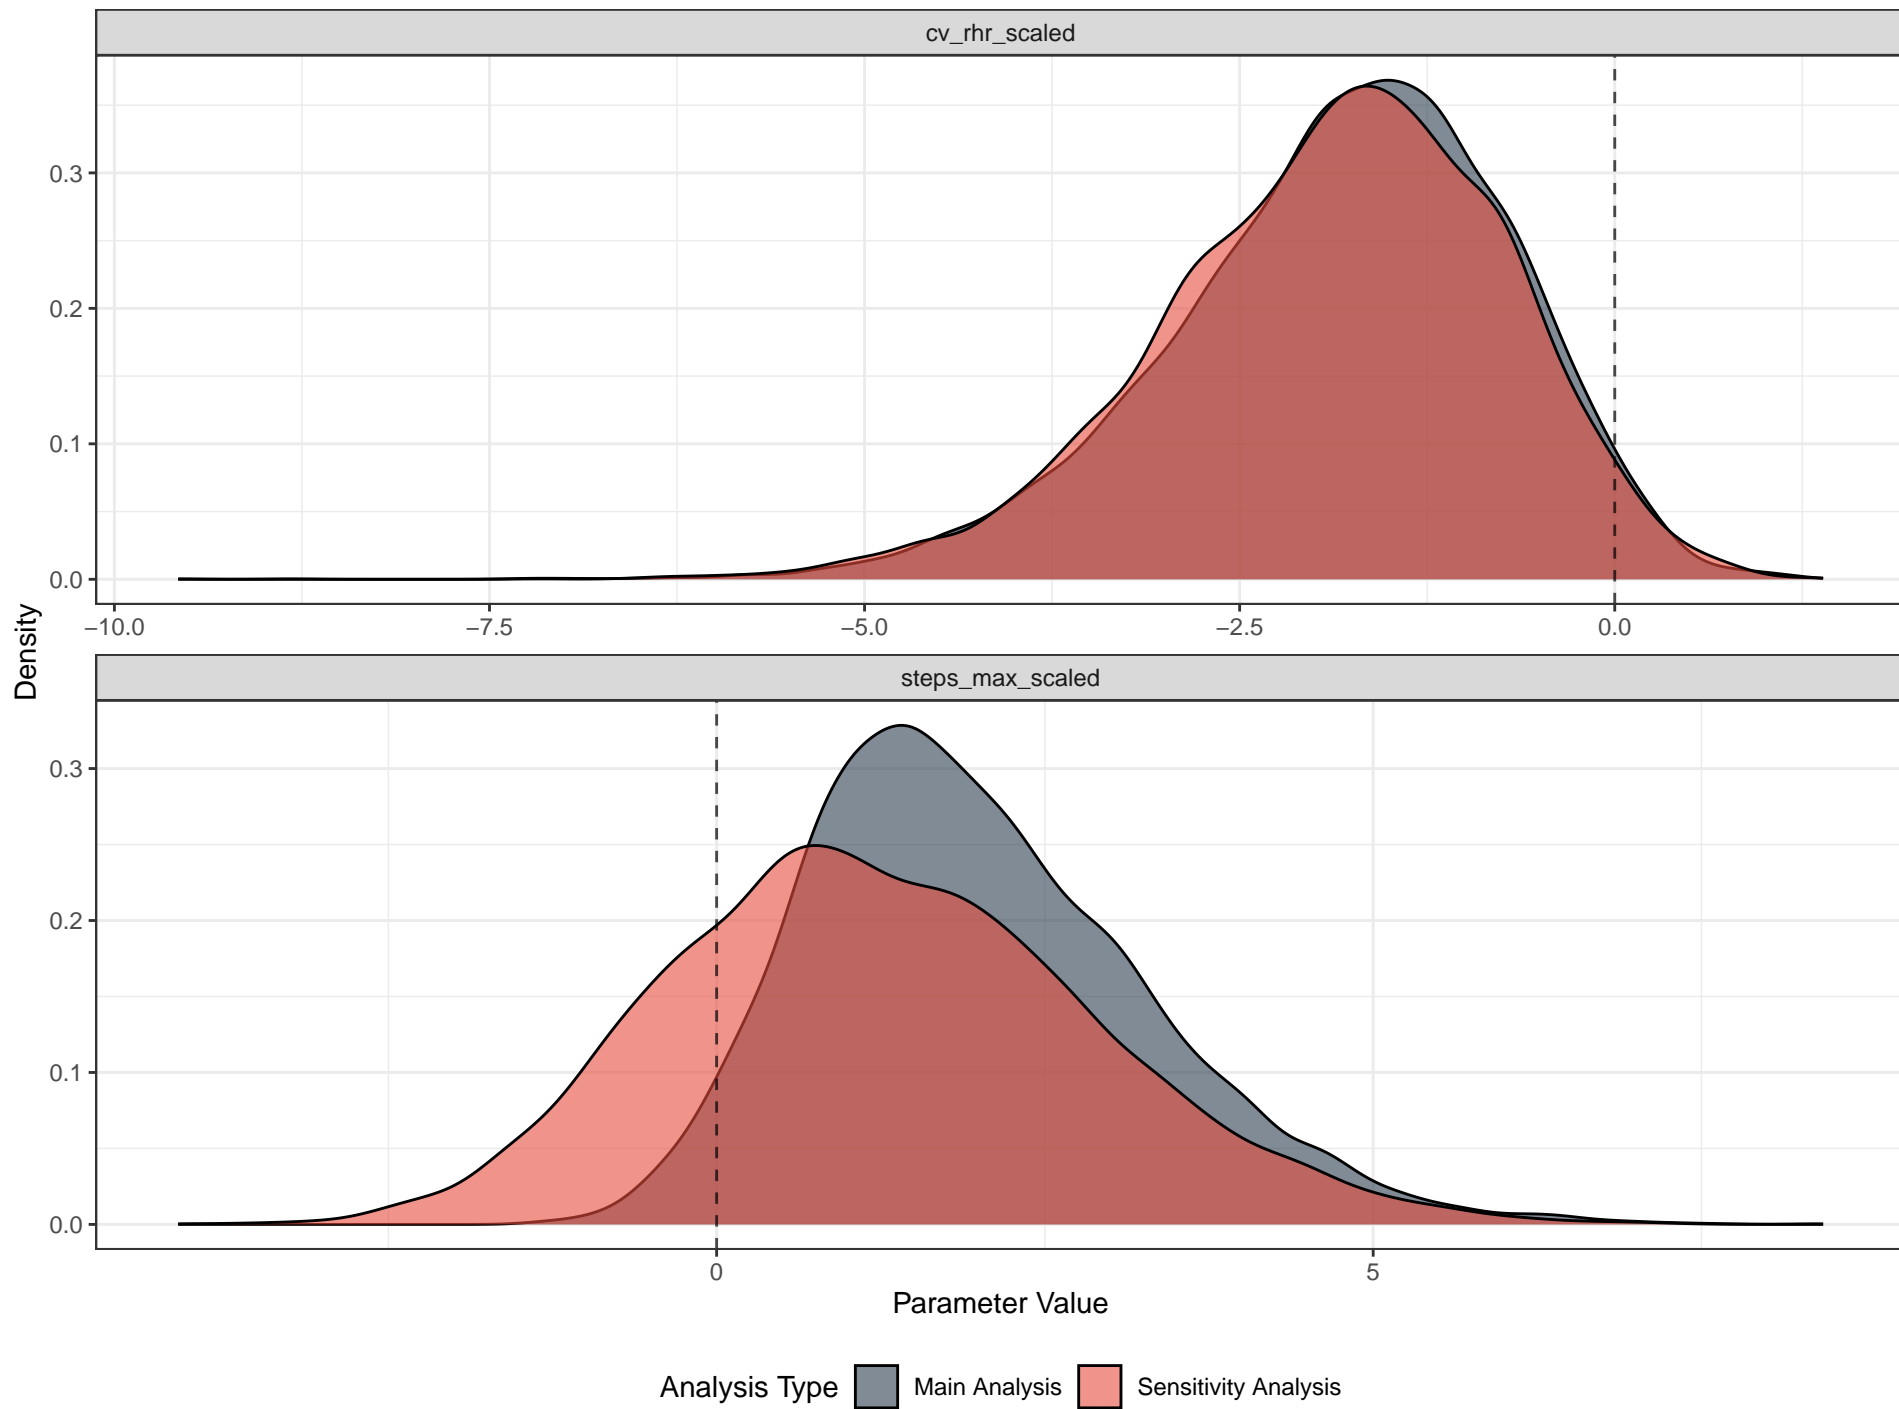 cv_rhr_scaled
0.3
0.2
0.1
0.0
−10.0 −7.5 −5.0 −2.5 0.0
Density
steps_max_scaled
0.3
0.2
0.1
0.0
0 5
Parameter Value
Analysis Type Main Analysis Sensitivity Analysis